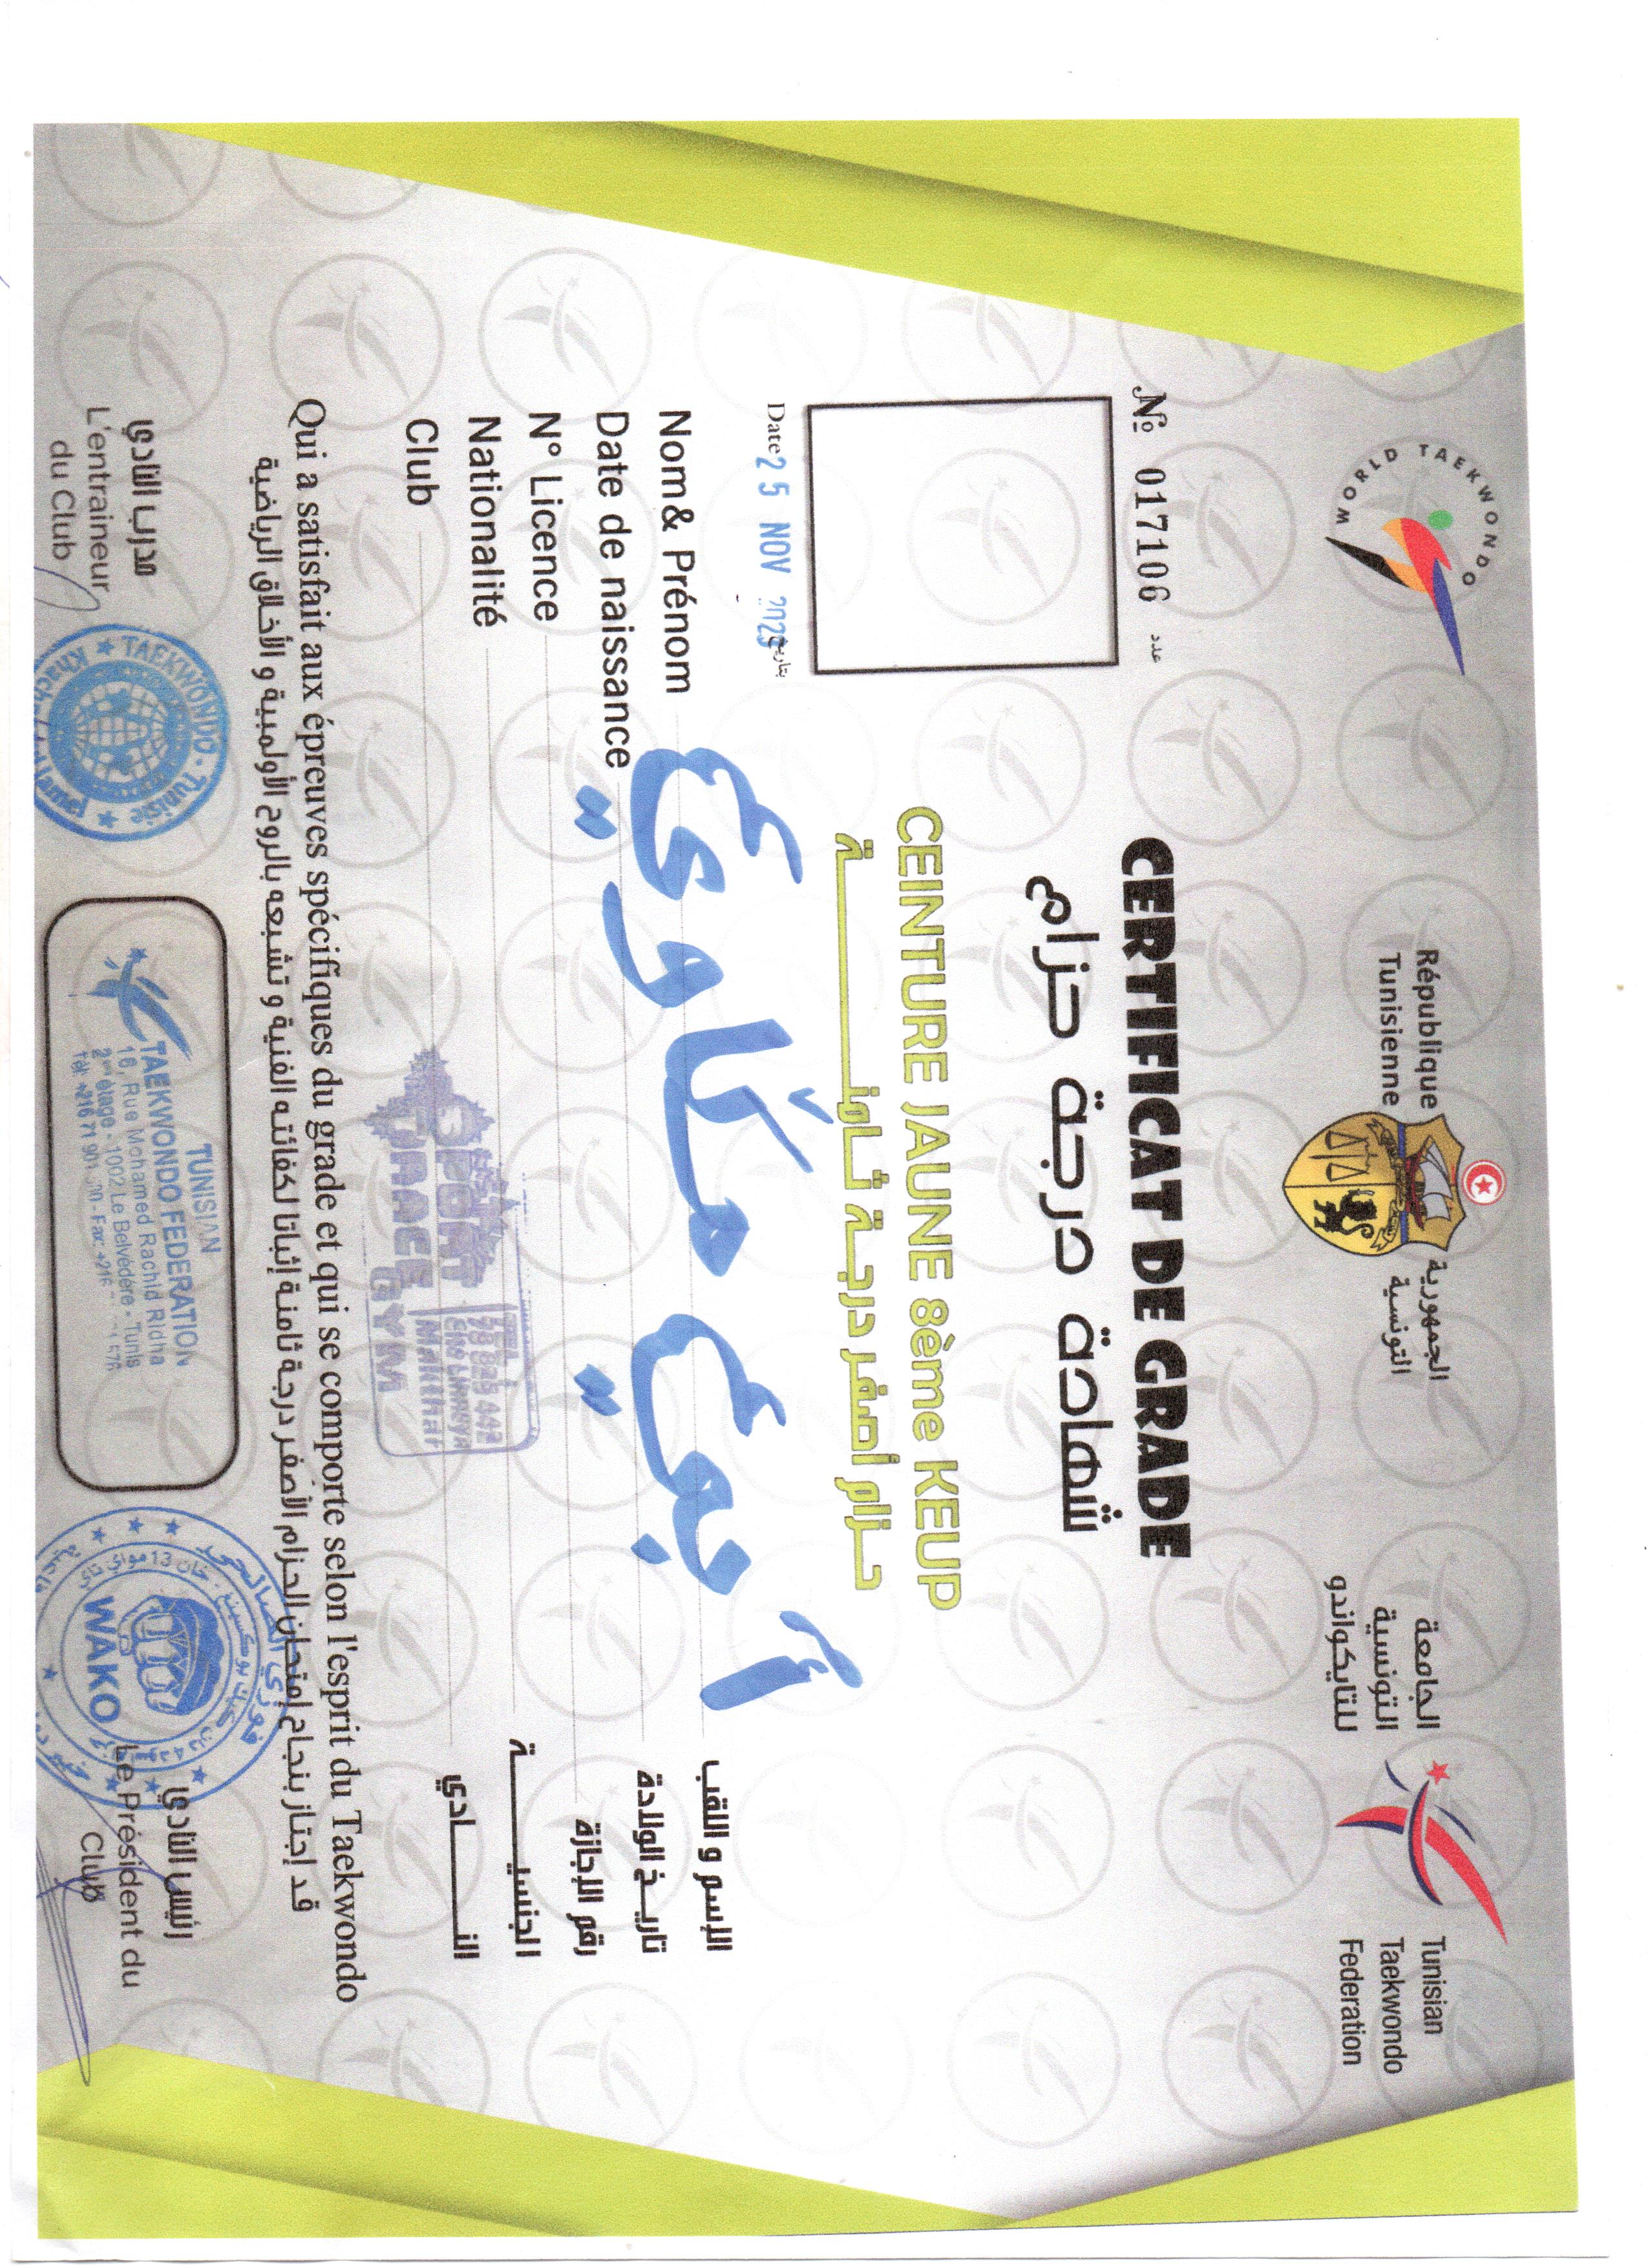 WORLD TAEKWONDO
République
Tunisienne
الجمهورية
التونسية
الجامعة
التونسية
للتايكواندو
Tunisian
Taekwondo
Federation
№ 017106 عدد
CERTIFICAT DE GRADE
شهادة درجة حزام
CEINTURE JAUNE 8ème KEUP
حزام أصفر درجة ثامنة
Date 25 NOV 2023 بتاريخ
Nom& Prénom الإسم و اللقب
Date de naissance تاريخ الولادة
N° Licence رقم الإجازة
Nationalité الجنسية
Club النادي
SPORT
GYM
Makthar
Qui a satisfait aux épreuves spécifiques du grade et qui se comporte selon l'esprit du Taekwondo
قد إجتاز بنجاح إمتحان الحزام الأصفر درجة ثامنة إثباتا لكفائته الفنية و تشبعه بالروح الأولمبية و الأخلاق الرياضية
مدرب النادي
L'entraineur
du Club
TAEKWONDO - Tunisie
TUNISIAN
TAEKWONDO FEDERATION
16, Rue Mohamed Rachid Ridha
2ème étage - 1002 Le Belvédère - Tunis
WAKO
رئيس النادي
Le Président du
Club